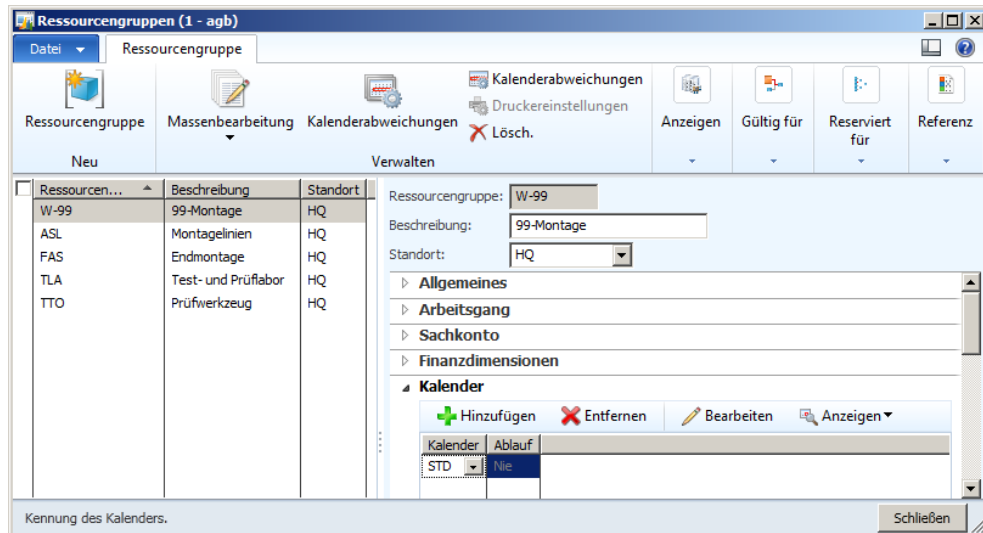 Ressourcengruppen (1 - agb)
Datei Ressourcengruppe
Ressourcengruppe
Neu
Massenbearbeitung
Kalenderabweichungen
Kalenderabweichungen
Druckereinstellungen
Lösch.
Verwalten
Anzeigen
Gültig für
Reserviert
für
Referenz
Ressourcen... Beschreibung Standort
W-99 99-Montage HQ
ASL Montagelinien HQ
FAS Endmontage HQ
TLA Test- und Prüflabor HQ
TTO Prüfwerkzeug HQ
Ressourcengruppe: W-99
Beschreibung: 99-Montage
Standort: HQ
Allgemeines
Arbeitsgang
Sachkonto
Finanzdimensionen
Kalender
Hinzufügen Entfernen Bearbeiten Anzeigen
Kalender Ablauf
STD Nie
Kennung des Kalenders. Schließen